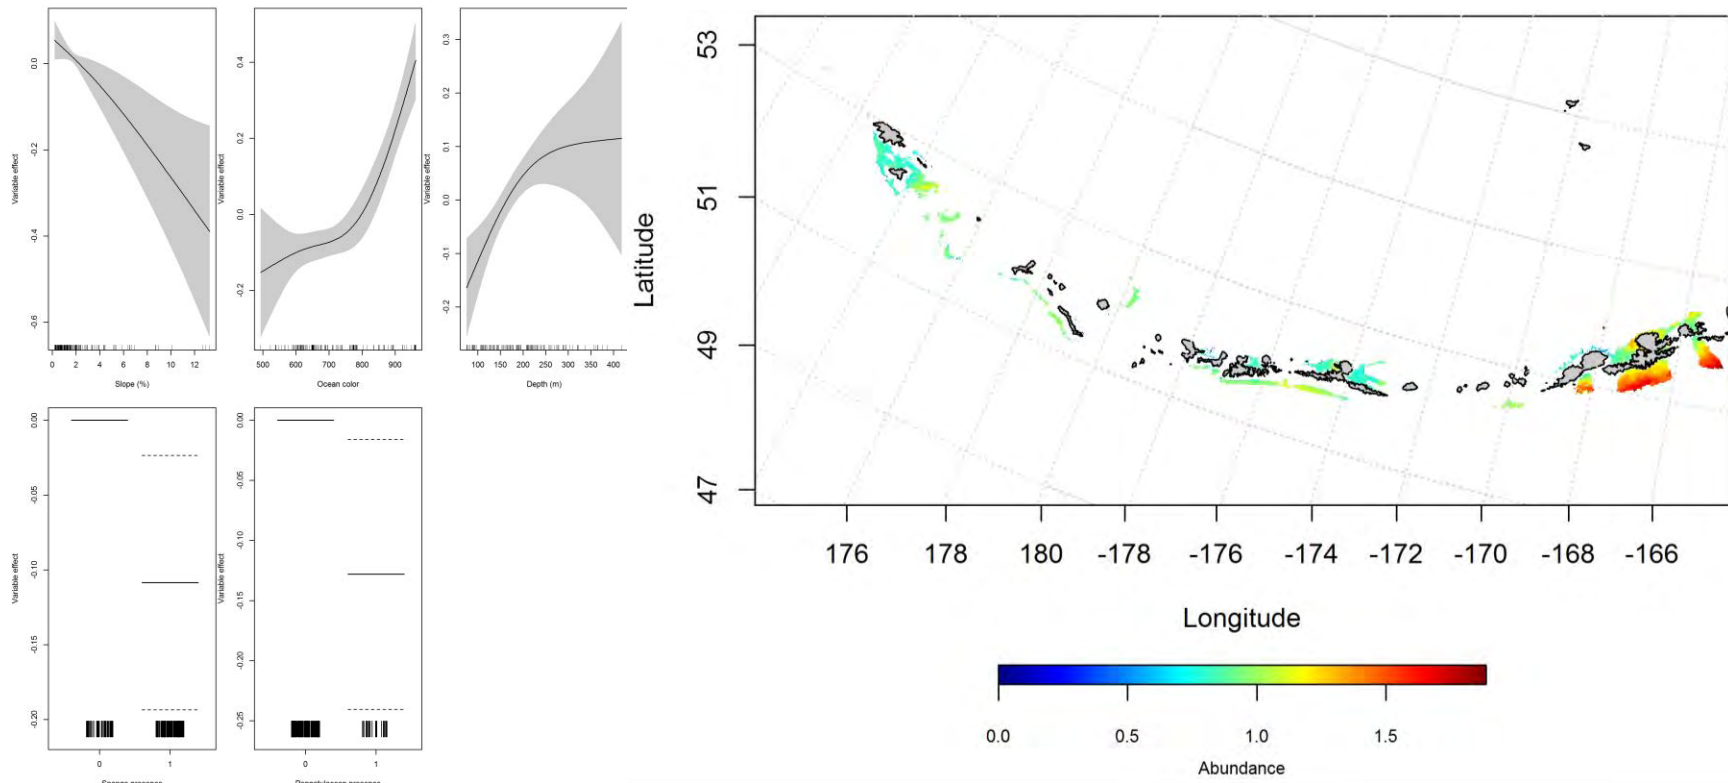 0.0
-0.2
-0.4
-0.6
Variable effect
0 2 4 6 8 10 12
Slope (%)
0.4
0.2
0.0
-0.2
Variable effect
500 600 700 800 900
Ocean color
0.3
0.2
0.1
0.0
-0.1
-0.2
Variable effect
100 150 200 250 300 350 400
Depth (m)
0.00
-0.05
-0.10
-0.15
-0.20
Variable effect
0 1
Sponge presence
0.00
-0.05
-0.10
-0.15
-0.20
-0.25
Variable effect
0 1
Pennatulacean presence
Latitude
53
51
49
47
176 178 180 -178 -176 -174 -172 -170 -168 -166
Longitude
0.0 0.5 1.0 1.5
Abundance